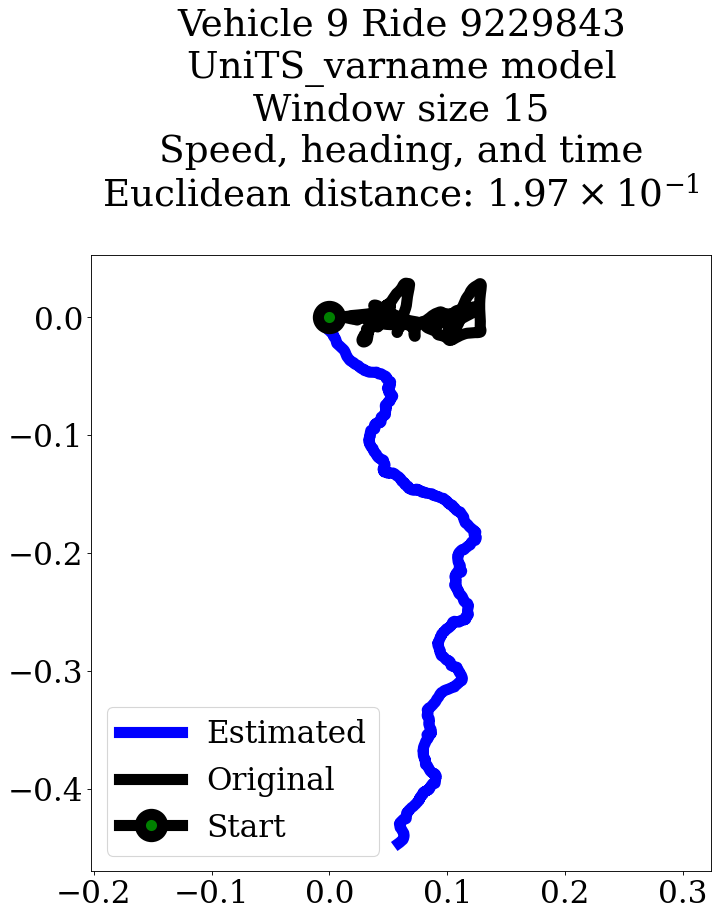 Vehicle 9 Ride 9229843
UniTS_varname model
Window size 15
Speed, heading, and time
Euclidean distance: 1.97 × 10⁻¹
0.0
−0.1
−0.2
−0.3
−0.4
Estimated
Original
Start
−0.2 −0.1 0.0 0.1 0.2 0.3